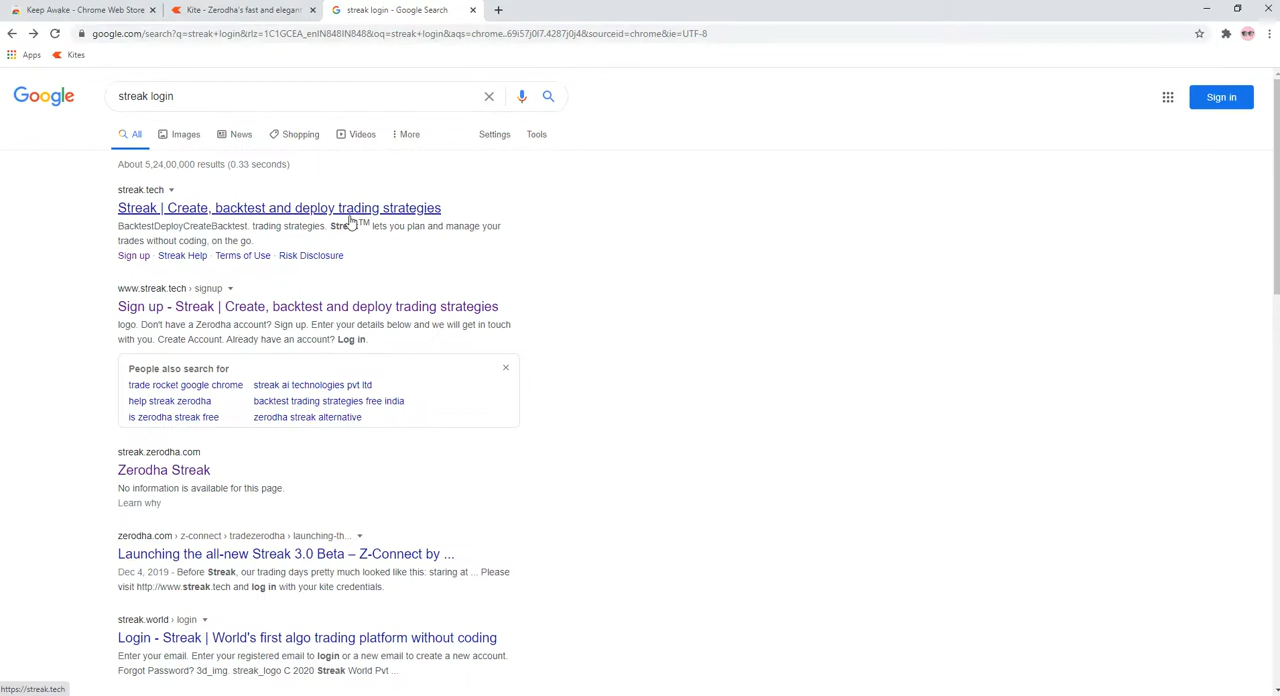 Keep Awake - Chrome Web Store
Kite - Zerodha's fast and elegant
streak login - Google Search
google.com/search?q=streak+login&rlz=1C1GCEA_enIN848IN848&oq=streak+login&aqs=chrome..69i57j0l7.4287j0j4&sourceid=chrome&ie=UTF-8
Apps Kites
Google
streak login
Sign in
All Images News Shopping Videos More Settings Tools
About 5,24,00,000 results (0.33 seconds)
streak.tech
Streak | Create, backtest and deploy trading strategies
BacktestDeployCreateBacktest. trading strategies. Streak™ lets you plan and manage your
trades without coding, on the go.
Sign up · Streak Help · Terms of Use · Risk Disclosure
www.streak.tech › signup
Sign up - Streak | Create, backtest and deploy trading strategies
logo. Don't have a Zerodha account? Sign up. Enter your details below and we will get in touch
with you. Create Account. Already have an account? Log in.
People also search for
trade rocket google chrome streak ai technologies pvt ltd
help streak zerodha backtest trading strategies free india
is zerodha streak free zerodha streak alternative
streak.zerodha.com
Zerodha Streak
No information is available for this page.
Learn why
zerodha.com › z-connect › tradezerodha › launching-th...
Launching the all-new Streak 3.0 Beta – Z-Connect by ...
Dec 4, 2019 - Before Streak, our trading days pretty much looked like this: staring at ... Please
visit http://www.streak.tech and log in with your kite credentials.
streak.world › login
Login - Streak | World's first algo trading platform without coding
Enter your email. Enter your registered email to login or a new email to create a new account.
Forgot Password? 3d_img. streak_logo C 2020 Streak World Pvt ...
https://streak.tech